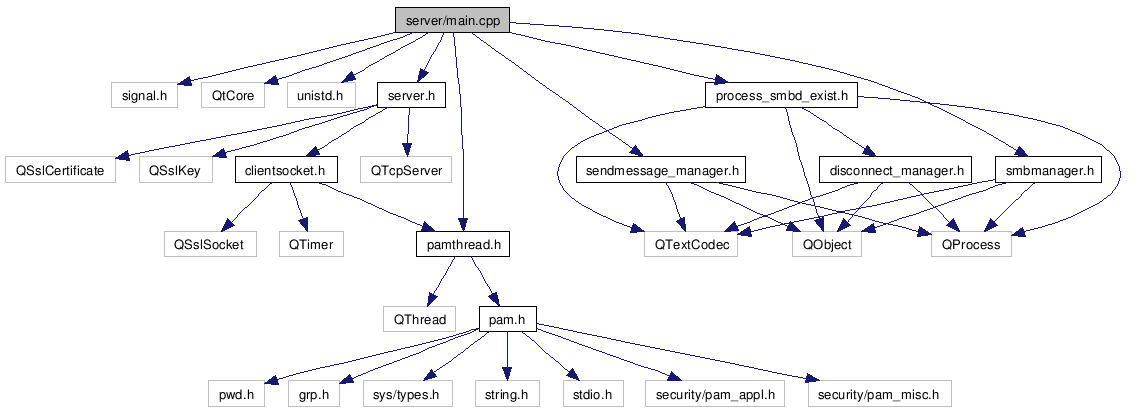 server/main.cpp
signal.h
QtCore
unistd.h
server.h
process_smbd_exist.h
QSslCertificate
QSslKey
clientsocket.h
QTcpServer
sendmessage_manager.h
disconnect_manager.h
smbmanager.h
QSslSocket
QTimer
pamthread.h
QTextCodec
QObject
QProcess
QThread
pam.h
pwd.h
grp.h
sys/types.h
string.h
stdio.h
security/pam_appl.h
security/pam_misc.h